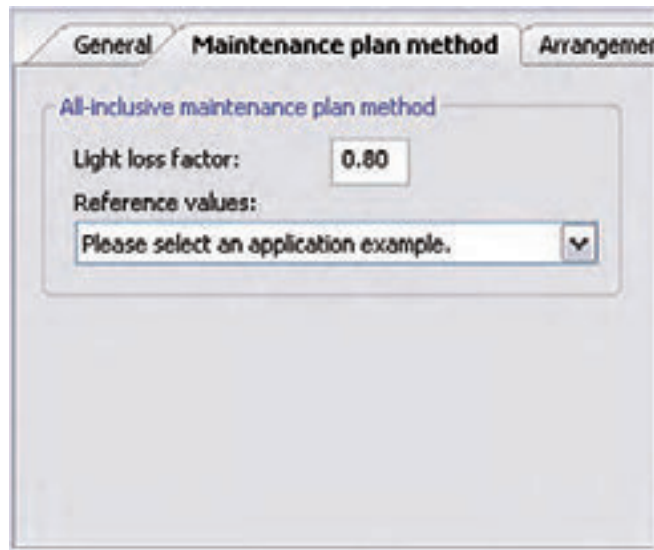 General Maintenance plan method Arrangemen
All-inclusive maintenance plan method
Light loss factor: 0.80
Reference values:
Please select an application example.